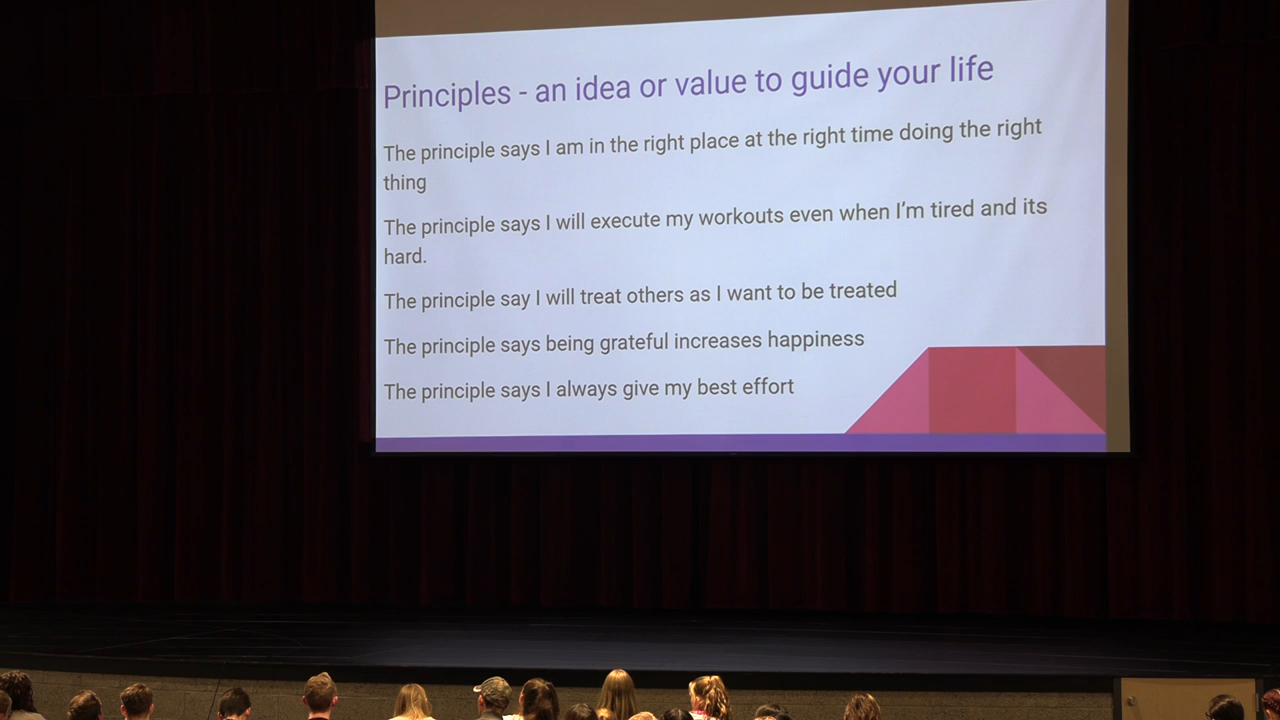 Principles - an idea or value to guide your life
The principle says I am in the right place at the right time doing the right
thing
The principle says I will execute my workouts even when I’m tired and its
hard.
The principle say I will treat others as I want to be treated
The principle says being grateful increases happiness
The principle says I always give my best effort